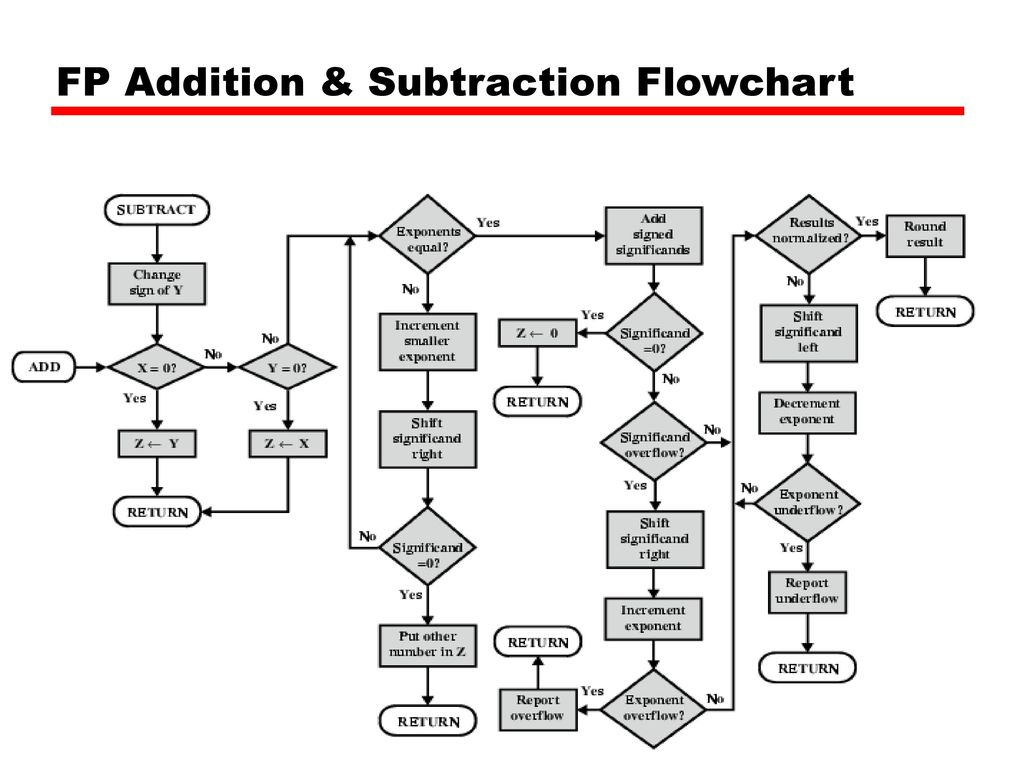 FP Addition & Subtraction Flowchart
SUBTRACT
Change
sign of Y
ADD
X = 0?
No
Yes
Z ← Y
RETURN
Y = 0?
No
Yes
Z ← X
Exponents
equal?
Yes
No
Increment
smaller
exponent
Shift
significand
right
Significand
=0?
No
Yes
Put other
number in Z
RETURN
Add
signed
significands
Significand
=0?
Yes
Z ← 0
RETURN
No
Significand
overflow?
No
Yes
Shift
significand
right
Increment
exponent
Exponent
overflow?
Yes
Report
overflow
RETURN
No
Results
normalized?
Yes
Round
result
RETURN
No
Shift
significand
left
Decrement
exponent
Exponent
underflow?
No
Yes
Report
underflow
RETURN